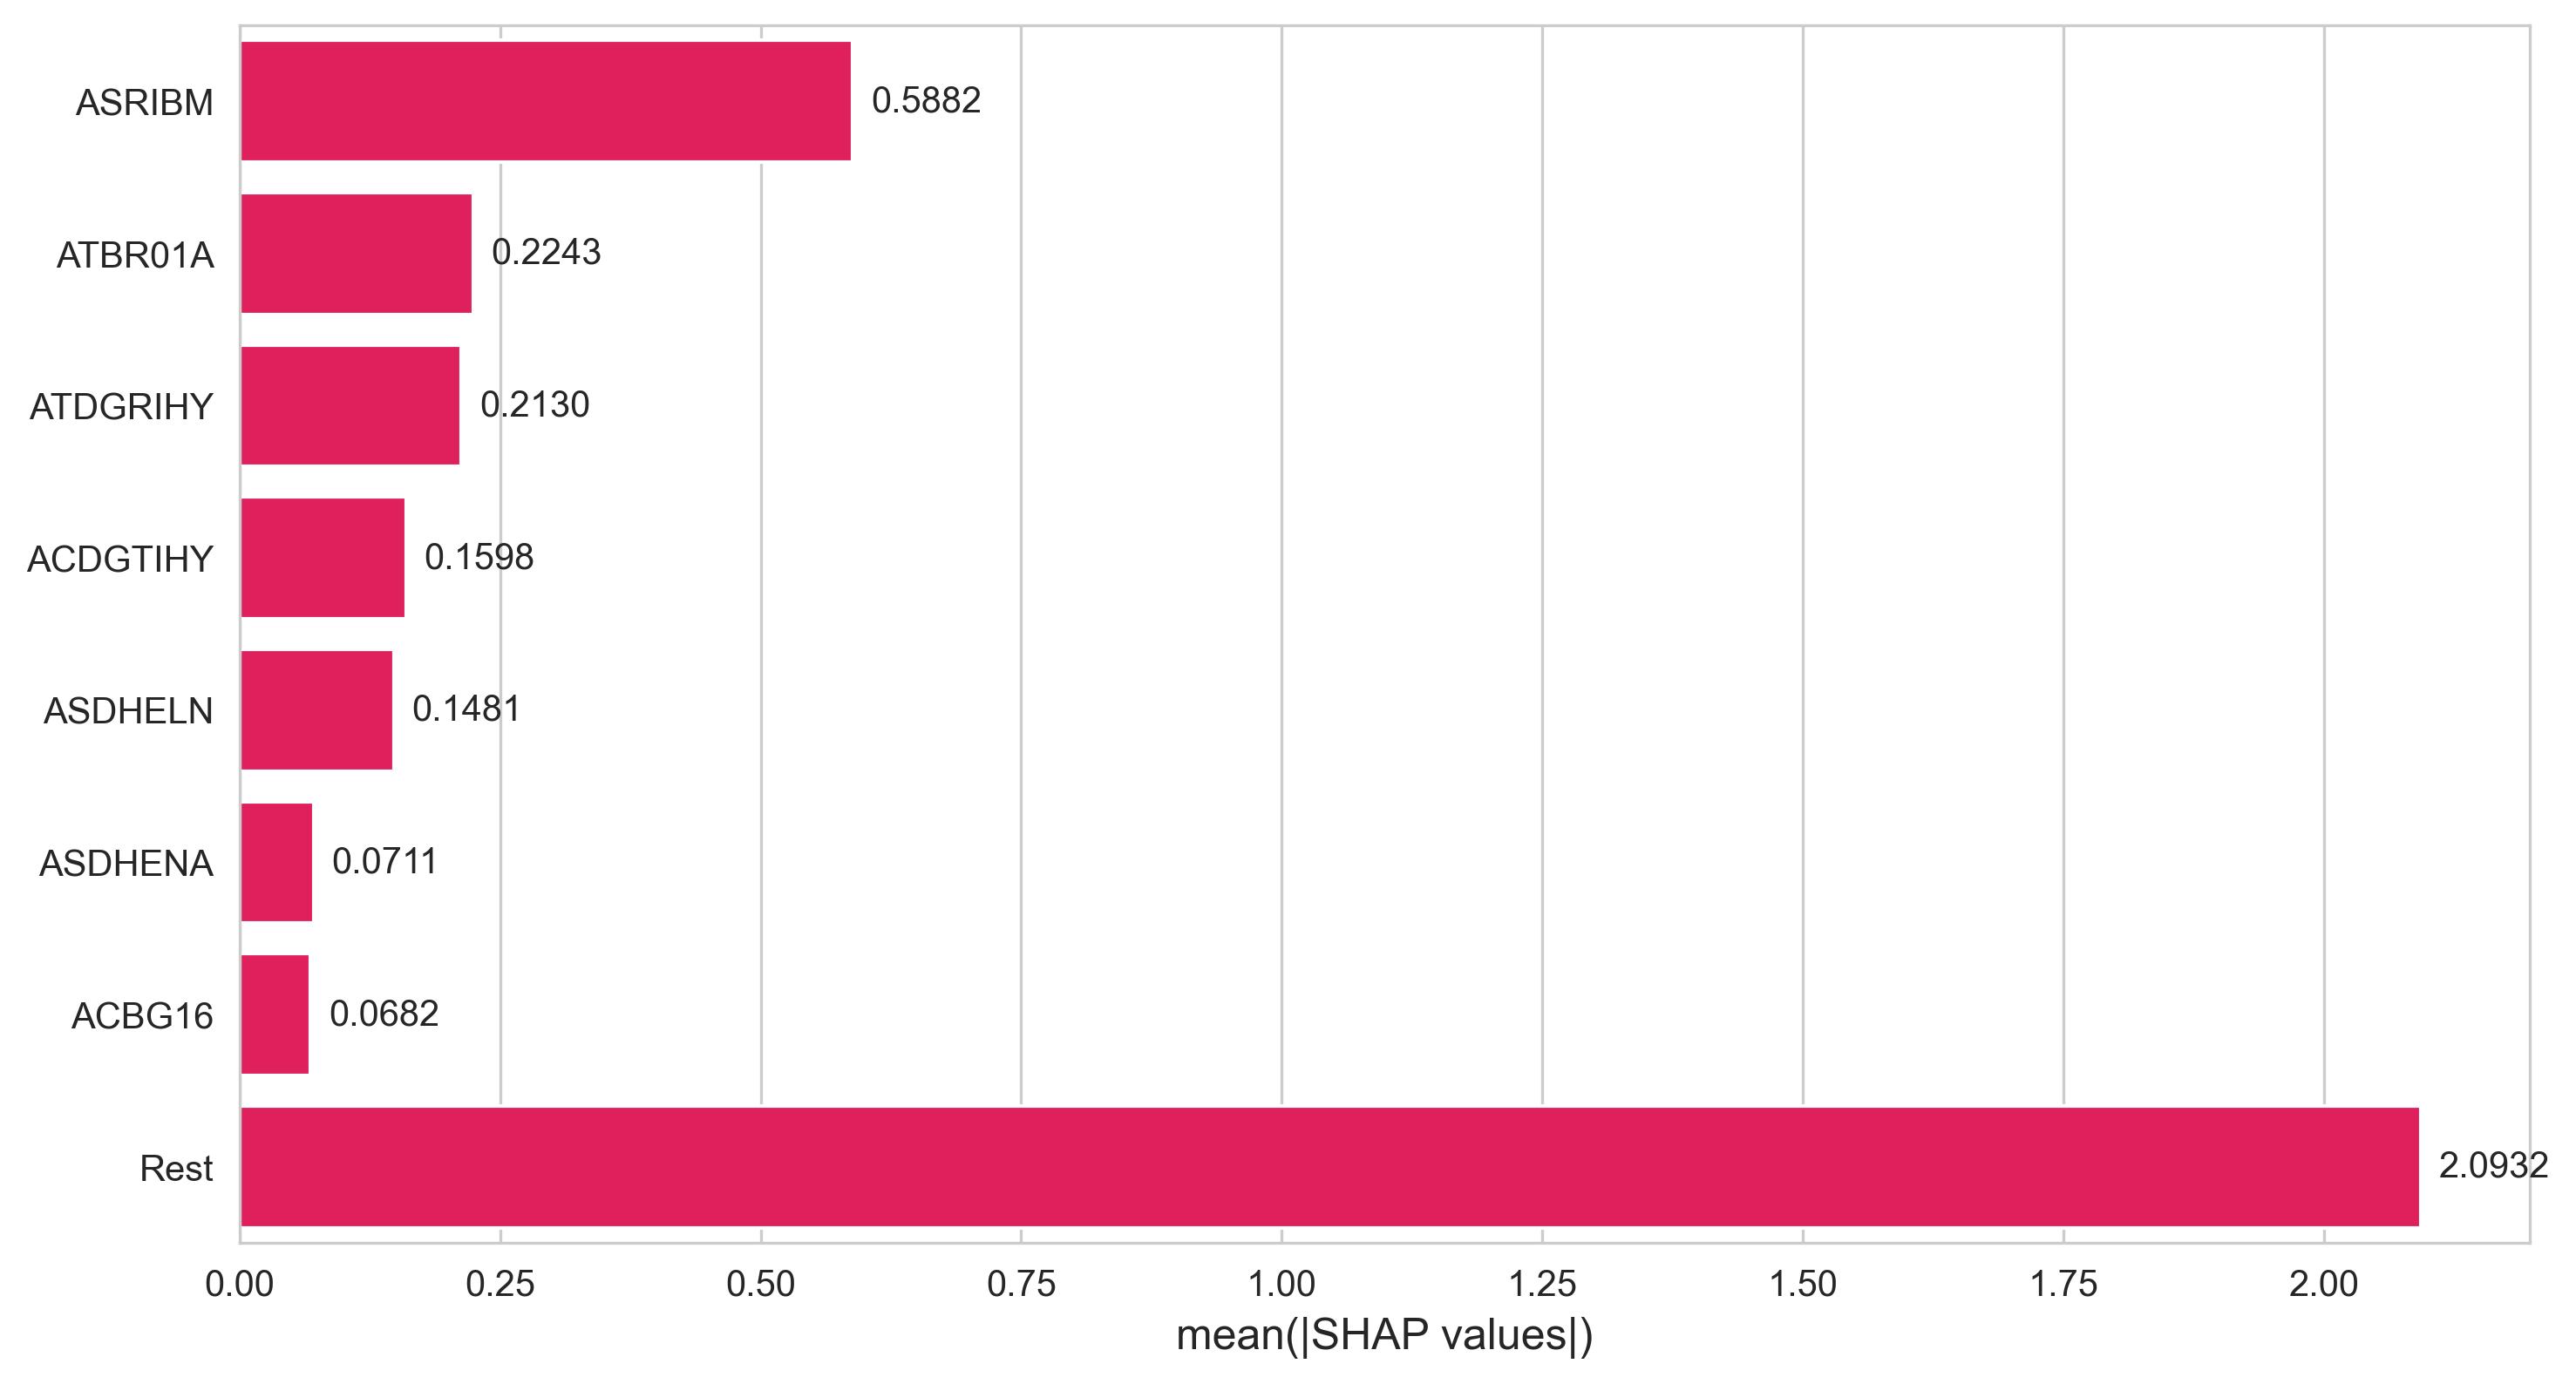 ASRIBM 0.5882
ATBR01A 0.2243
ATDGRIHY 0.2130
ACDGTIHY 0.1598
ASDHELN 0.1481
ASDHENA 0.0711
ACBG16 0.0682
Rest 2.0932
0.00 0.25 0.50 0.75 1.00 1.25 1.50 1.75 2.00
mean(|SHAP values|)